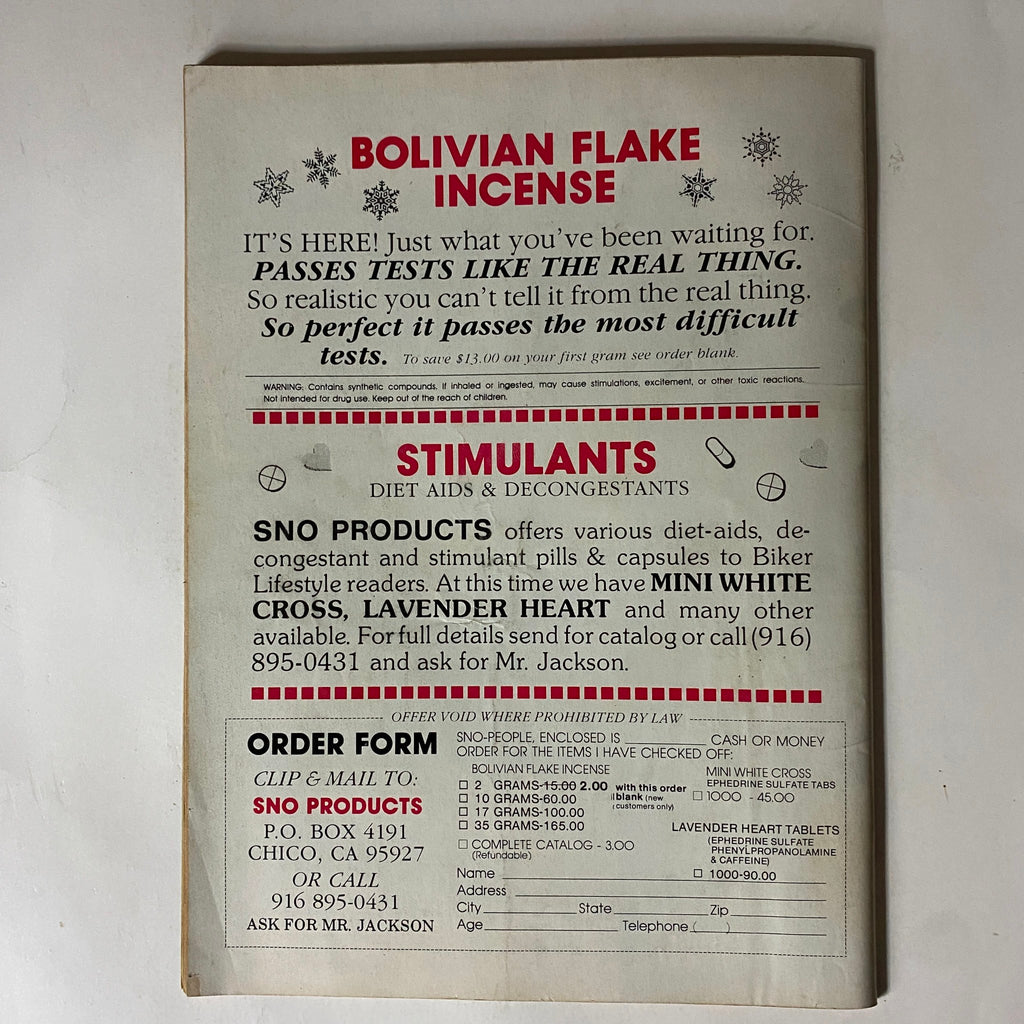 BOLIVIAN FLAKE
INCENSE
IT'S HERE! Just what you've been waiting for.
PASSES TESTS LIKE THE REAL THING.
So realistic you can't tell it from the real thing.
So perfect it passes the most difficult
tests. To save $13.00 on your first gram see order blank.
WARNING: Contains synthetic compounds, if inhaled or ingested, may cause stimulations, excitement, or other toxic reactions.
Not intended for drug use. Keep out of the reach of children.
STIMULANTS
DIET AIDS & DECONGESTANTS
SNO PRODUCTS offers various diet-aids, de-
congestant and stimulant pills & capsules to Biker
Lifestyle readers. At this time we have MINI WHITE
CROSS, LAVENDER HEART and many other
available. For full details send for catalog or call (916)
895-0431 and ask for Mr. Jackson.
OFFER VOID WHERE PROHIBITED BY LAW
ORDER FORM
CLIP & MAIL TO:
SNO PRODUCTS
P.O. BOX 4191
CHICO, CA 95927
OR CALL
916 895-0431
ASK FOR MR. JACKSON
SNO-PEOPLE, ENCLOSED IS __________ CASH OR MONEY
ORDER FOR THE ITEMS I HAVE CHECKED OFF:
BOLIVIAN FLAKE INCENSE
☐ 2 GRAMS-15.00 2.00 with this order
blank (new
customers only)
☐ 10 GRAMS-60.00
☐ 17 GRAMS-100.00
☐ 35 GRAMS-165.00
☐ COMPLETE CATALOG - 3.00
(Refundable)
MINI WHITE CROSS
EPHEDRINE SULFATE TABS
☐ 1000 - 45.00
LAVENDER HEART TABLETS
(EPHEDRINE SULFATE
PHENYLPROPANOLAMINE
& CAFFEINE)
☐ 1000-90.00
Name
Address
City State Zip
Age Telephone ( )